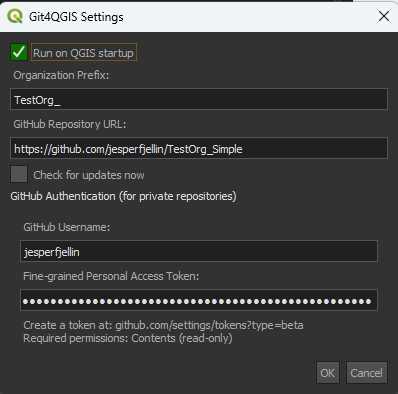 Git4QGIS Settings
Run on QGIS startup
Organization Prefix:
TestOrg_
GitHub Repository URL:
https://github.com/jesperfjellin/TestOrg_Simple
Check for updates now
GitHub Authentication (for private repositories)
GitHub Username:
jesperfjellin
Fine-grained Personal Access Token:
Create a token at: github.com/settings/tokens?type=beta
Required permissions: Contents (read-only)
OK Cancel